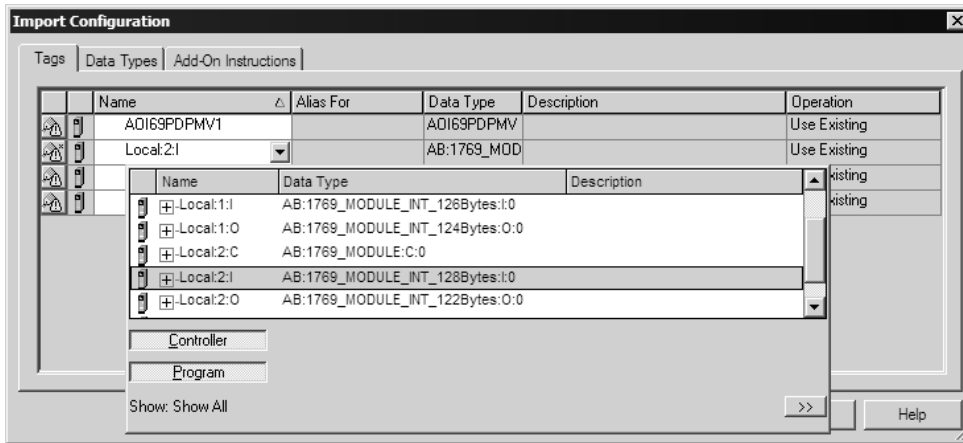 Import Configuration
Tags Data Types Add-On Instructions
Name Alias For Data Type Description Operation
AOI69PDPMV1 AOI69PDPMV Use Existing
Local:2:I AB:1769_MOD Use Existing
Name Data Type Description
Local:1:I AB:1769_MODULE_INT_126Bytes:I:0
Local:1:O AB:1769_MODULE_INT_124Bytes:O:0
Local:2:C AB:1769_MODULE:C:0
Local:2:I AB:1769_MODULE_INT_128Bytes:I:0
Local:2:O AB:1769_MODULE_INT_122Bytes:O:0
Controller
Program
Show: Show All >>
Help